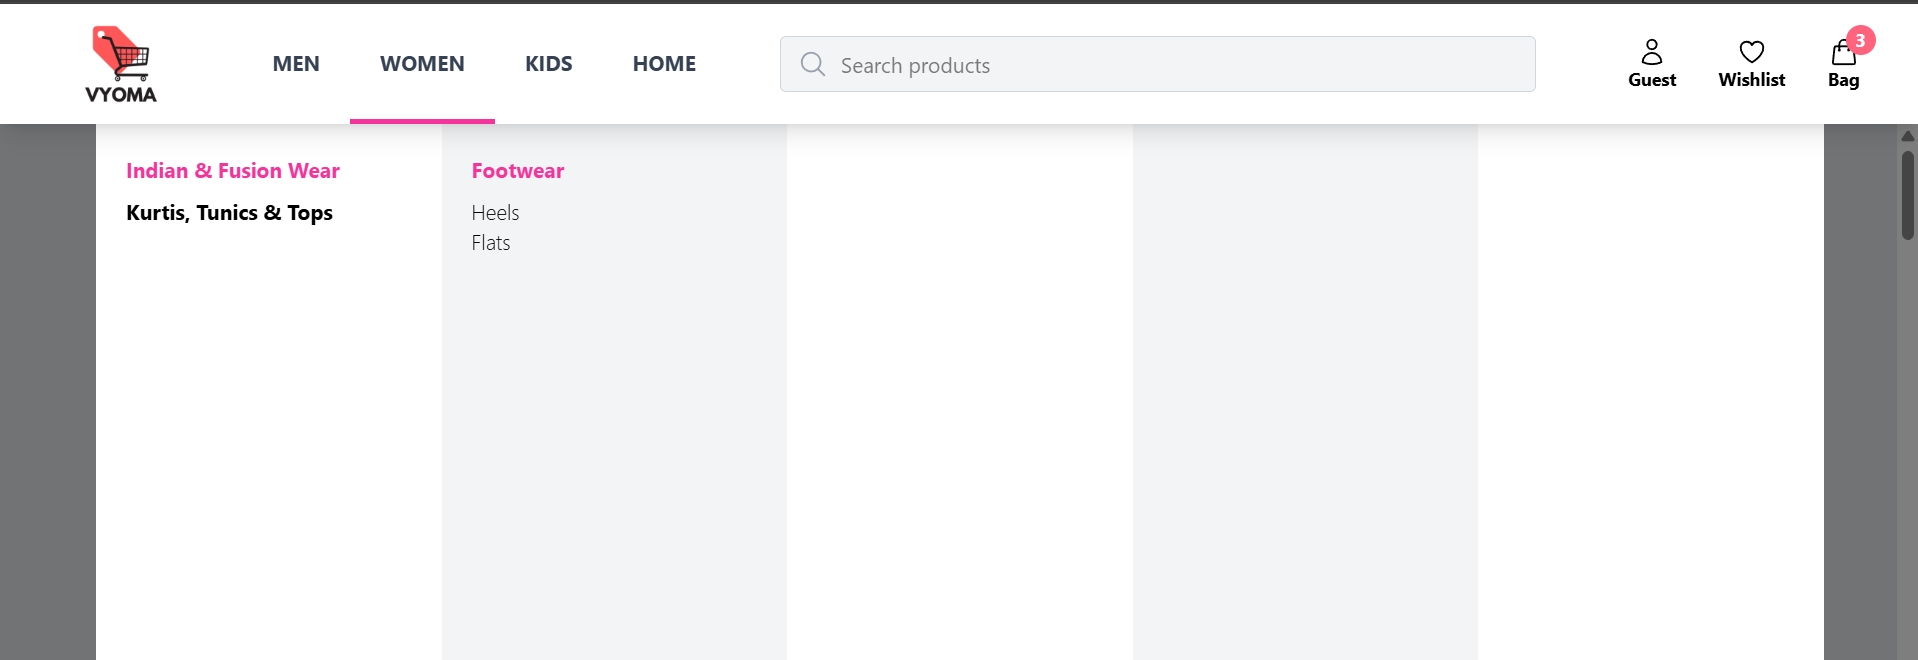 VYOMA
MEN
WOMEN
KIDS
HOME
Search products
Guest
Wishlist
3
Bag
Indian & Fusion Wear
Kurtis, Tunics & Tops
Footwear
Heels
Flats